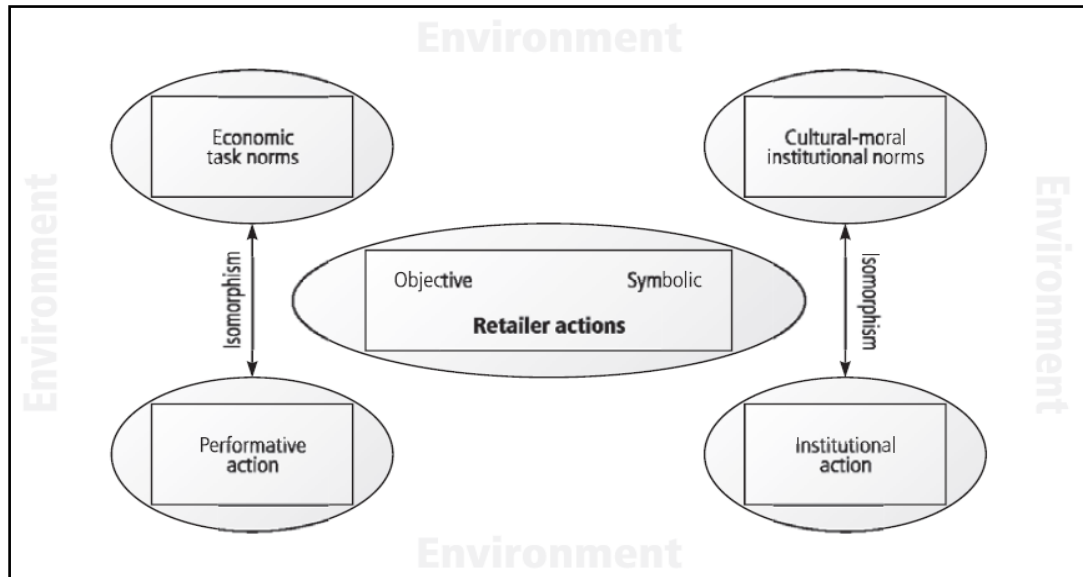 Environment
Economic
task norms
Cultural-moral
institutional norms
Environment
Isomorphism
Objective
Symbolic
Retailer actions
Isomorphism
Environment
Performative
action
Institutional
action
Environment